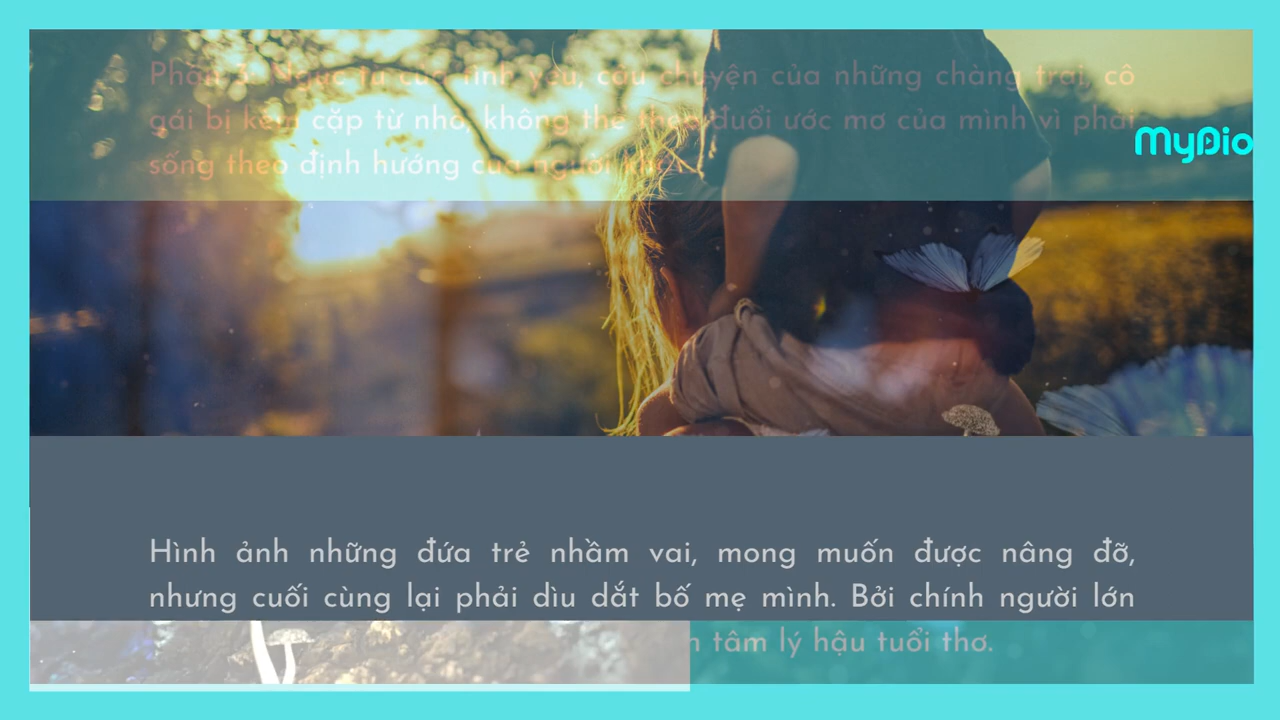 Phần 3: Ngục tù của tình yêu, câu chuyện của những chàng trai, cô
gái bị kèm cặp từ nhỏ, không thể theo đuổi ước mơ của mình vì phải
sống theo định hướng của người khác.
MyDio
Hình ảnh những đứa trẻ nhầm vai, mong muốn được nâng đỡ,
nhưng cuối cùng lại phải dìu dắt bố mẹ mình. Bởi chính người lớn
tâm lý hậu tuổi thơ.